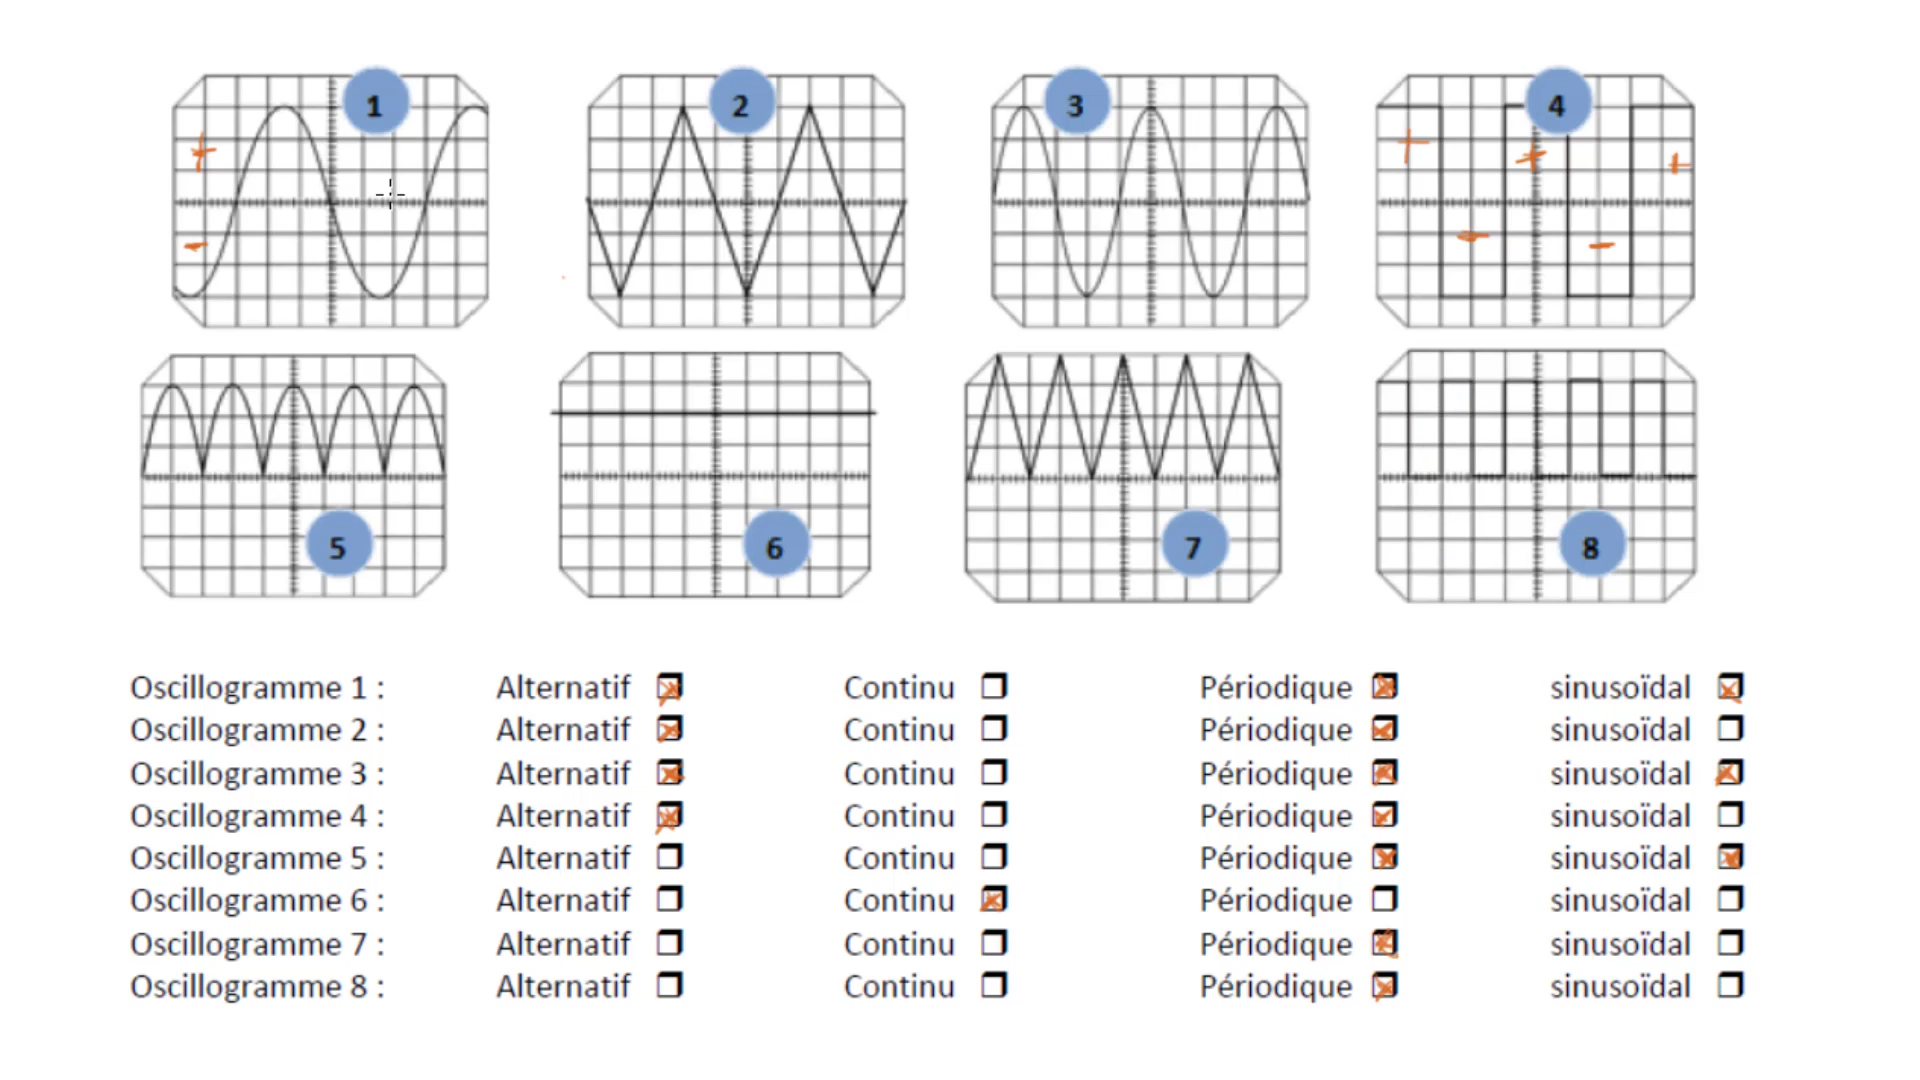 1
2
3
4
5
6
7
8
Oscillogramme 1 : Alternatif Continu Périodique sinusoïdal
Oscillogramme 2 : Alternatif Continu Périodique sinusoïdal
Oscillogramme 3 : Alternatif Continu Périodique sinusoïdal
Oscillogramme 4 : Alternatif Continu Périodique sinusoïdal
Oscillogramme 5 : Alternatif Continu Périodique sinusoïdal
Oscillogramme 6 : Alternatif Continu Périodique sinusoïdal
Oscillogramme 7 : Alternatif Continu Périodique sinusoïdal
Oscillogramme 8 : Alternatif Continu Périodique sinusoïdal